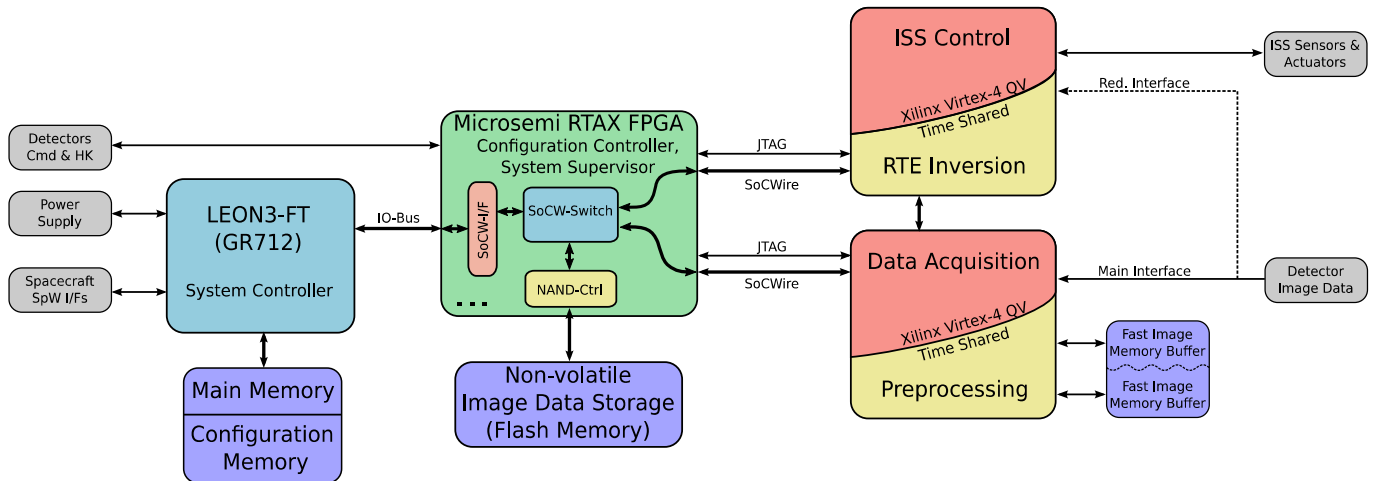 Detectors
Cmd & HK
Power
Supply
Spacecraft
SpW I/Fs
LEON3-FT
(GR712)
System Controller
Main Memory
Configuration
Memory
IO-Bus
Microsemi RTAX FPGA
Configuration Controller,
System Supervisor
SoCW-I/F
SoCW-Switch
NAND-Ctrl
...
Non-volatile
Image Data Storage
(Flash Memory)
JTAG
SoCWire
JTAG
SoCWire
ISS Control
Xilinx Virtex-4 QV
Time Shared
RTE Inversion
Data Acquisition
Xilinx Virtex-4 QV
Time Shared
Preprocessing
ISS Sensors &
Actuators
Red. Interface
Main Interface
Detector
Image Data
Fast Image
Memory Buffer
Fast Image
Memory Buffer